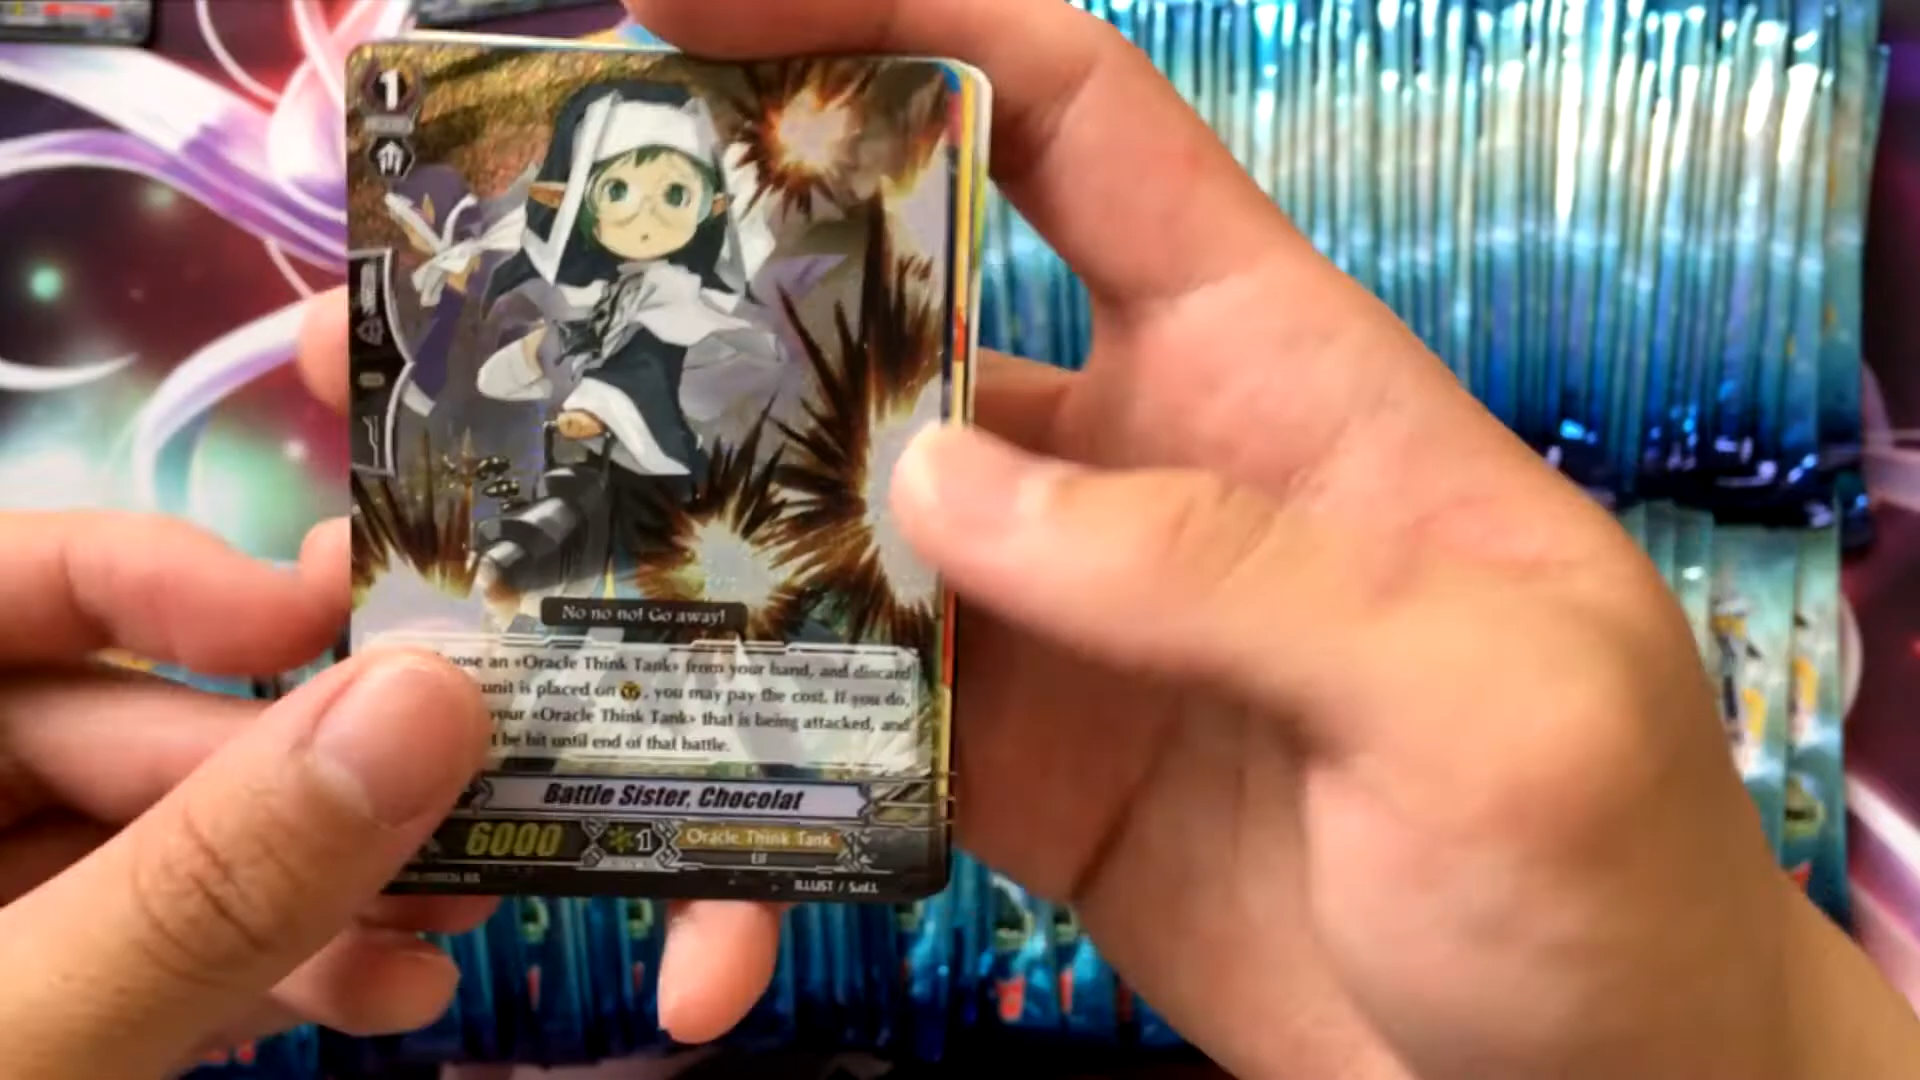 1
No no no! Go away!
an «Oracle Think Tank» from your hand, and discard
unit is placed on , you may pay the cost. If you do,
your «Oracle Think Tank» that is being attacked, and
be hit until end of that battle.
Battle Sister, Chocolat
6000 1 Oracle Think Tank
Elf
ILLUST /